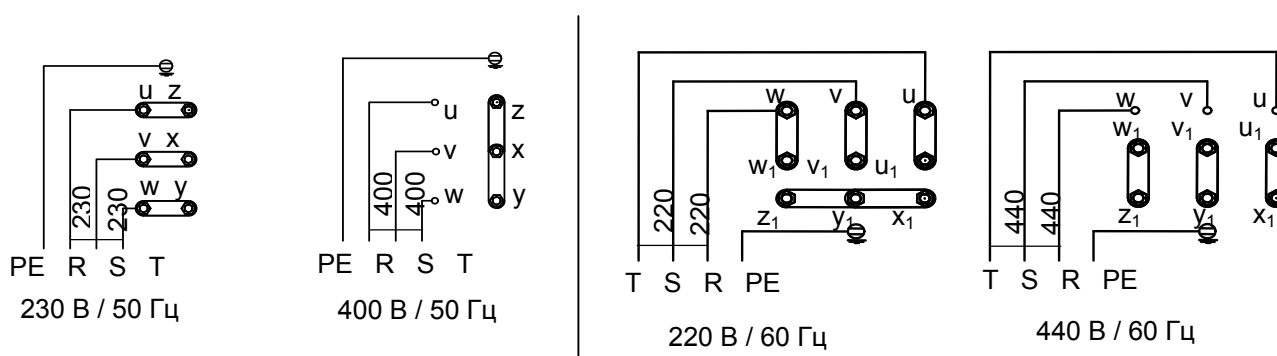 u z
v x
w y
230
230
PE R S T
230 В / 50 Гц
u z
v x
w y
400
400
PE R S T
400 В / 50 Гц
w v u
w1 v1 u1
z1 y1 x1
220
220
T S R PE
220 В / 60 Гц
w v u
w1 v1 u1
z1 y1 x1
440
440
T S R PE
440 В / 60 Гц